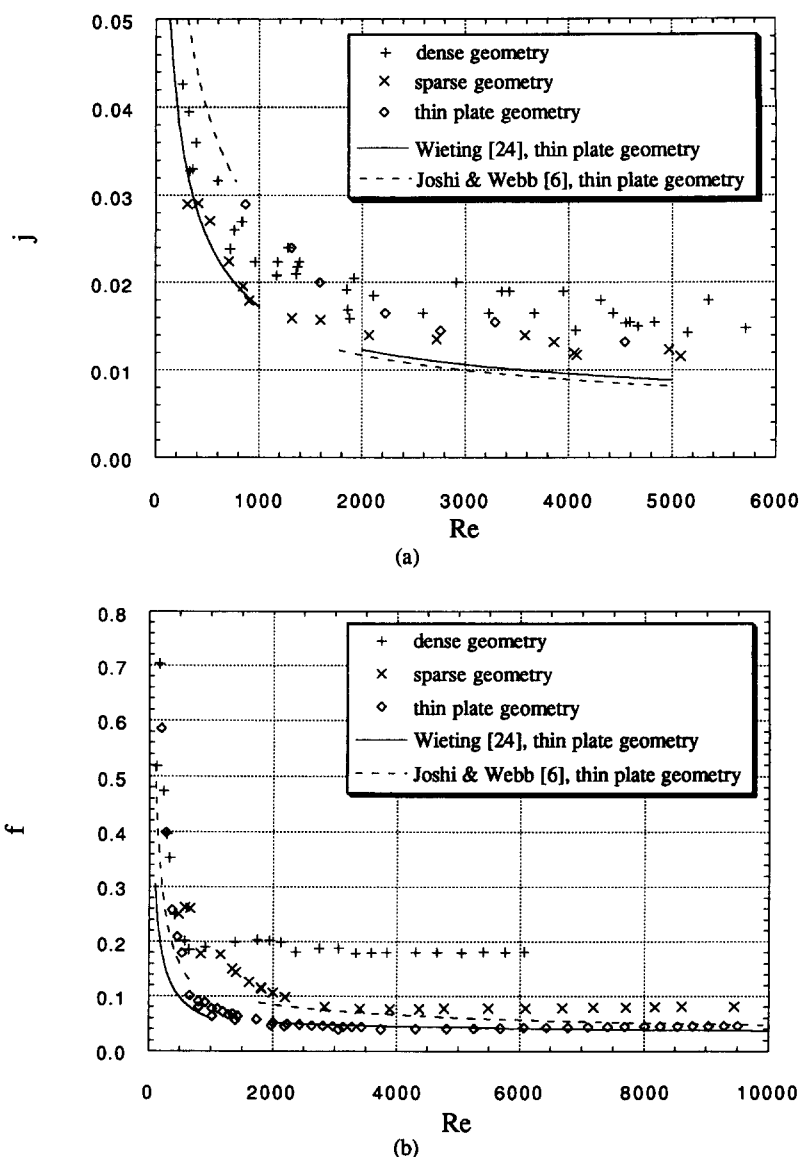 0.05
0.04
0.03
0.02
0.01
0.00
j
+ dense geometry
× sparse geometry
◇ thin plate geometry
Wieting [24], thin plate geometry
Joshi & Webb [6], thin plate geometry
0 1000 2000 3000 4000 5000 6000
Re
(a)
0.8
0.7
0.6
0.5
0.4
0.3
0.2
0.1
0.0
f
+ dense geometry
× sparse geometry
◇ thin plate geometry
Wieting [24], thin plate geometry
Joshi & Webb [6], thin plate geometry
0 2000 4000 6000 8000 10000
Re
(b)